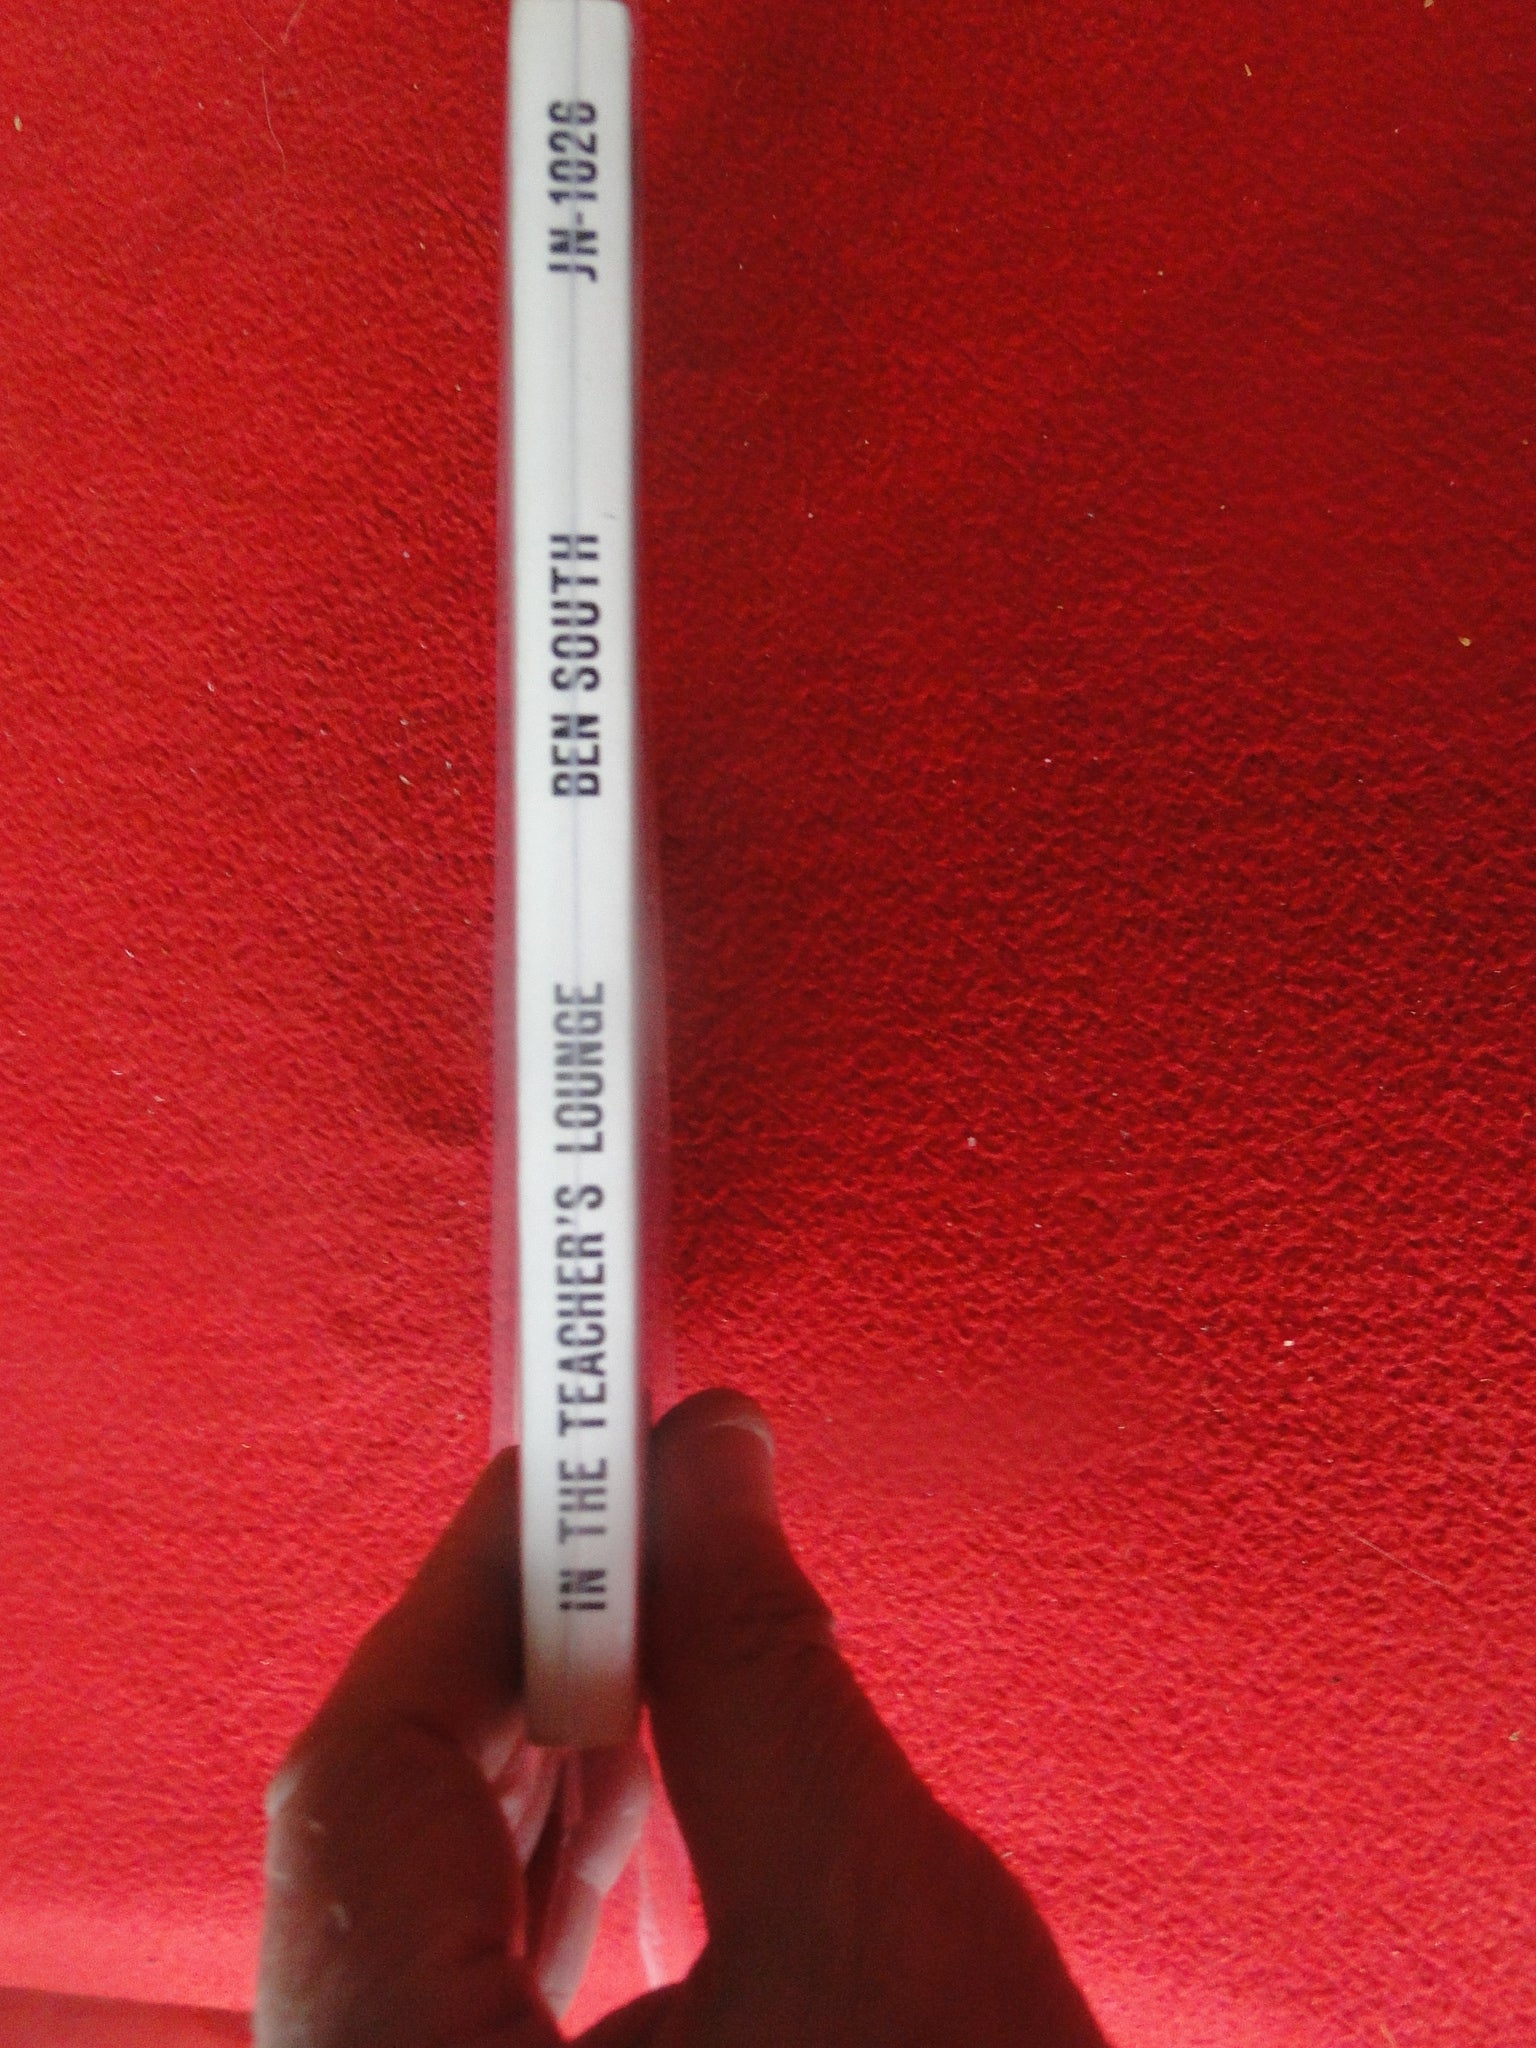 IN THE TEACHER'S LOUNGE BEN SOUTH JN-1026